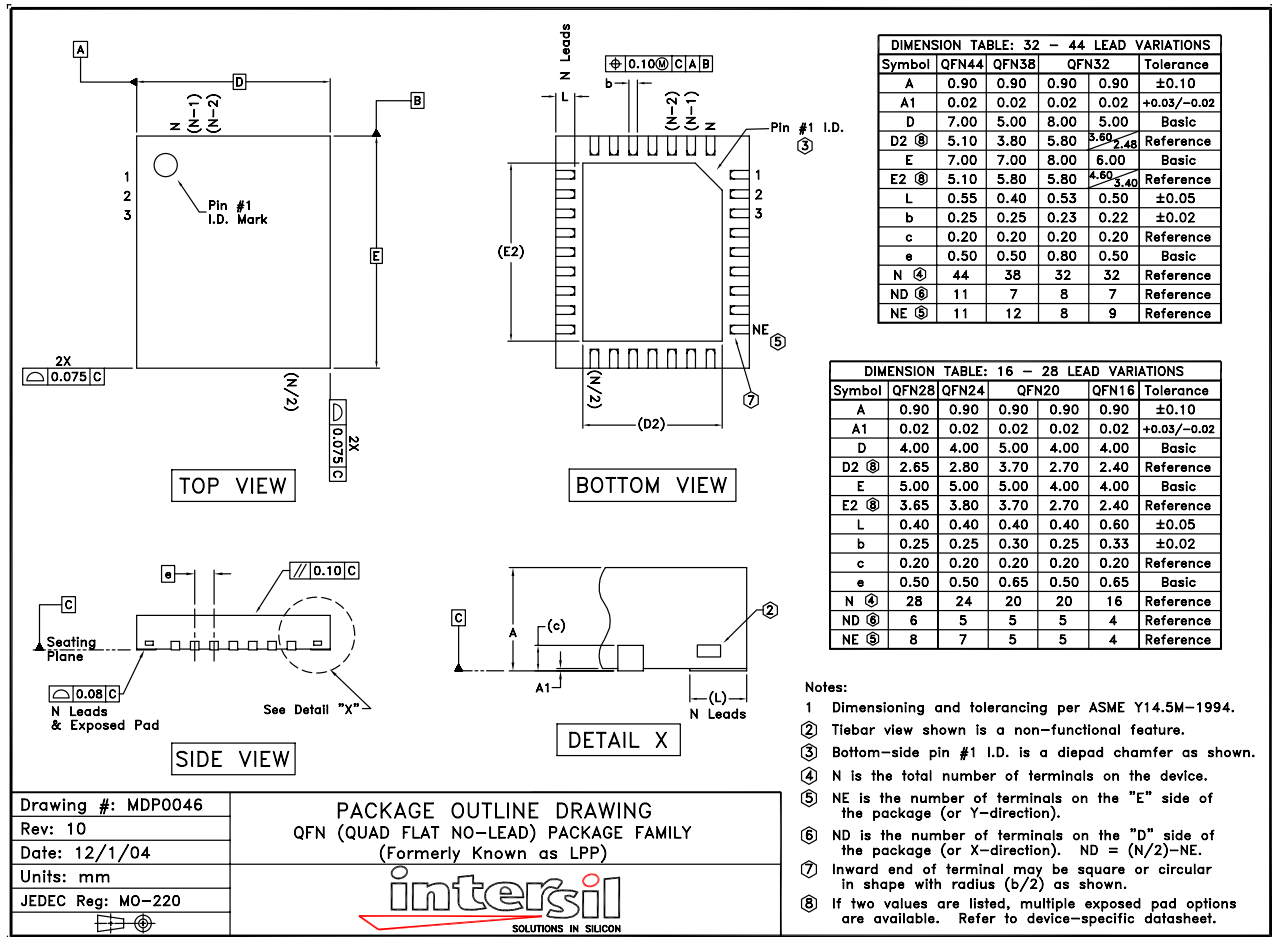 A
D
B
N
(N-1)
(N-2)
1
2
3
Pin #1
I.D. Mark
E
2X
0.075 C
(N/2)
2X
0.075 C
TOP VIEW
N Leads
L
0.10Ⓜ C A B
b
(N-2)
(N-1)
N
Pin #1 I.D.
3
1
2
3
(E2)
NE
5
(N/2)
7
(D2)
BOTTOM VIEW
e
// 0.10 C
C
Seating
Plane
0.08 C
N Leads
& Exposed Pad
See Detail "X"
SIDE VIEW
C
A
(c)
2
A1
(L)
N Leads
DETAIL X
DIMENSION TABLE: 32 - 44 LEAD VARIATIONS
Symbol QFN44 QFN38 QFN32 Tolerance
A 0.90 0.90 0.90 0.90 ±0.10
A1 0.02 0.02 0.02 0.02 +0.03/-0.02
D 7.00 5.00 8.00 5.00 Basic
D2 ⑧ 5.10 3.80 5.80 3.60/2.48 Reference
E 7.00 7.00 8.00 6.00 Basic
E2 ⑧ 5.10 5.80 5.80 4.60/3.40 Reference
L 0.55 0.40 0.53 0.50 ±0.05
b 0.25 0.25 0.23 0.22 ±0.02
c 0.20 0.20 0.20 0.20 Reference
e 0.50 0.50 0.80 0.50 Basic
N ④ 44 38 32 32 Reference
ND ⑥ 11 7 8 7 Reference
NE ⑤ 11 12 8 9 Reference
DIMENSION TABLE: 16 - 28 LEAD VARIATIONS
Symbol QFN28 QFN24 QFN20 QFN16 Tolerance
A 0.90 0.90 0.90 0.90 0.90 ±0.10
A1 0.02 0.02 0.02 0.02 0.02 +0.03/-0.02
D 4.00 4.00 5.00 4.00 4.00 Basic
D2 ⑧ 2.65 2.80 3.70 2.70 2.40 Reference
E 5.00 5.00 5.00 4.00 4.00 Basic
E2 ⑧ 3.65 3.80 3.70 2.70 2.40 Reference
L 0.40 0.40 0.40 0.40 0.60 ±0.05
b 0.25 0.25 0.30 0.25 0.33 ±0.02
c 0.20 0.20 0.20 0.20 0.20 Reference
e 0.50 0.50 0.65 0.50 0.65 Basic
N ④ 28 24 20 20 16 Reference
ND ⑥ 6 5 5 5 4 Reference
NE ⑤ 8 7 5 5 4 Reference
Notes:
1 Dimensioning and tolerancing per ASME Y14.5M-1994.
② Tiebar view shown is a non-functional feature.
③ Bottom-side pin #1 I.D. is a diepad chamfer as shown.
④ N is the total number of terminals on the device.
⑤ NE is the number of terminals on the "E" side of
the package (or Y-direction).
⑥ ND is the number of terminals on the "D" side of
the package (or X-direction). ND = (N/2)-NE.
⑦ Inward end of terminal may be square or circular
in shape with radius (b/2) as shown.
⑧ If two values are listed, multiple exposed pad options
are available. Refer to device-specific datasheet.
Drawing #: MDP0046
Rev: 10
Date: 12/1/04
Units: mm
JEDEC Reg: MO-220
PACKAGE OUTLINE DRAWING
QFN (QUAD FLAT NO-LEAD) PACKAGE FAMILY
(Formerly Known as LPP)
intersil
SOLUTIONS IN SILICON